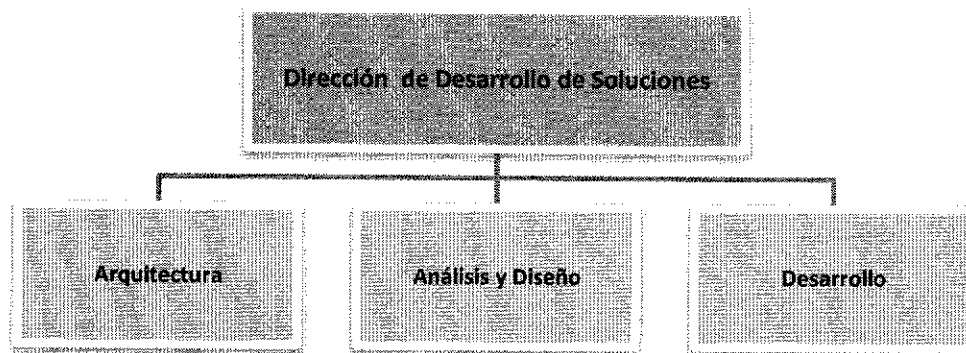 Dirección de Desarrollo de Soluciones
Arquitectura
Análisis y Diseño
Desarrollo